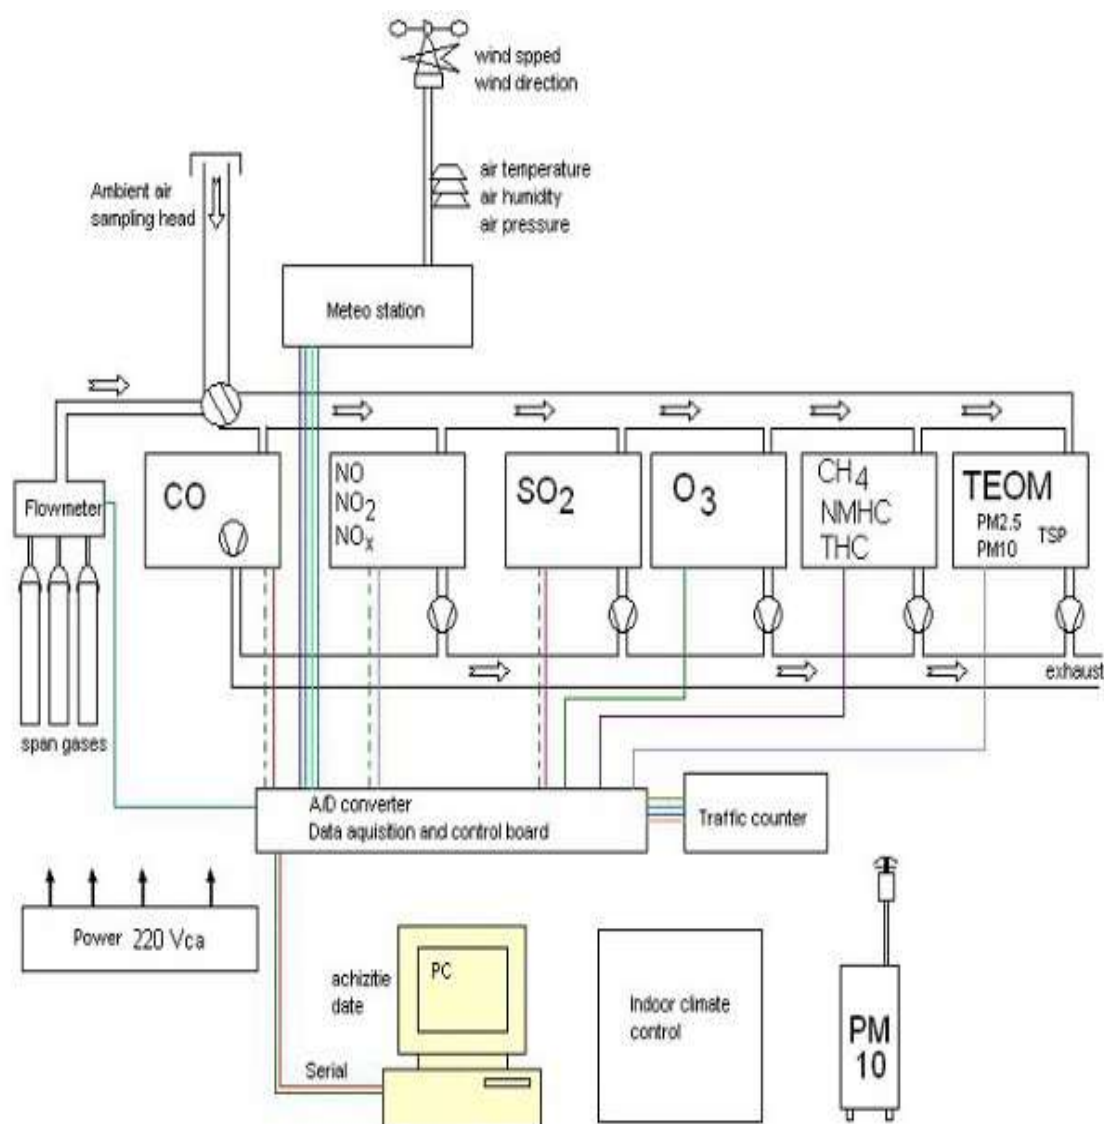 wind spped
wind direction
air temperature
air humidity
air pressure
Ambient air
sampling head
Meteo station
CO
NO
NO2
NOx
SO2
O3
CH4
NMHC
THC
TEOM
PM2.5
PM10
TSP
Flowmeter
exhaust
span gases
A/D converter
Data aquisition and control board
Traffic counter
Power 220 Vca
achizitie
date
PC
Serial
Indoor climate
control
PM
10